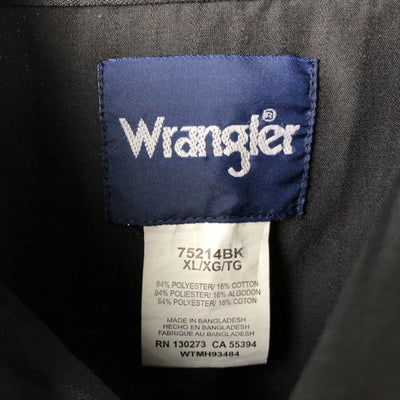 Wrangler®
75214BK
XL/XG/TG
84% POLYESTER/ 16% COTTON
84% POLIESTER/ 16% ALGODON
84% POLYESTER/ 16% COTON
MADE IN BANGLADESH
HECHO EN BANGLADESH
FABRIQUE AU BANGLADESH
RN 130273 CA 55394
WTMH93484